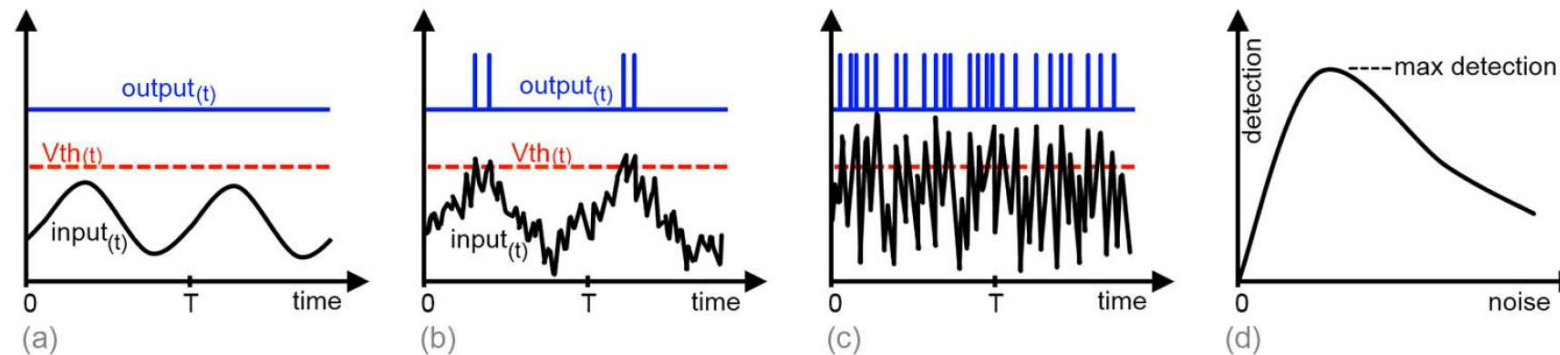 output(t)
Vth(t)
input(t)
0 T time
(a)
output(t)
Vth(t)
input(t)
0 T time
(b)
0 T time
(c)
max detection
detection
0 noise
(d)